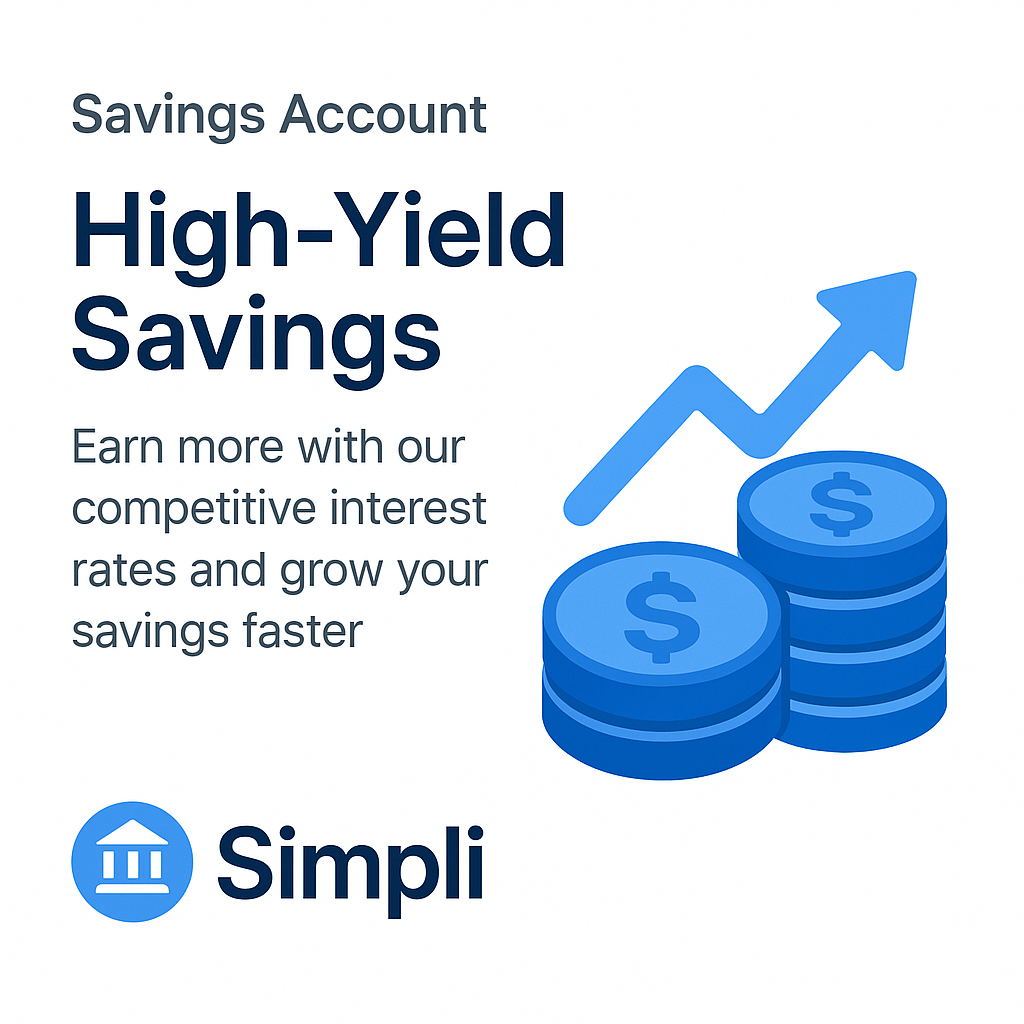 Savings Account
High-Yield
Savings
Earn more with our
competitive interest
rates and grow your
savings faster
$
$
Simpli